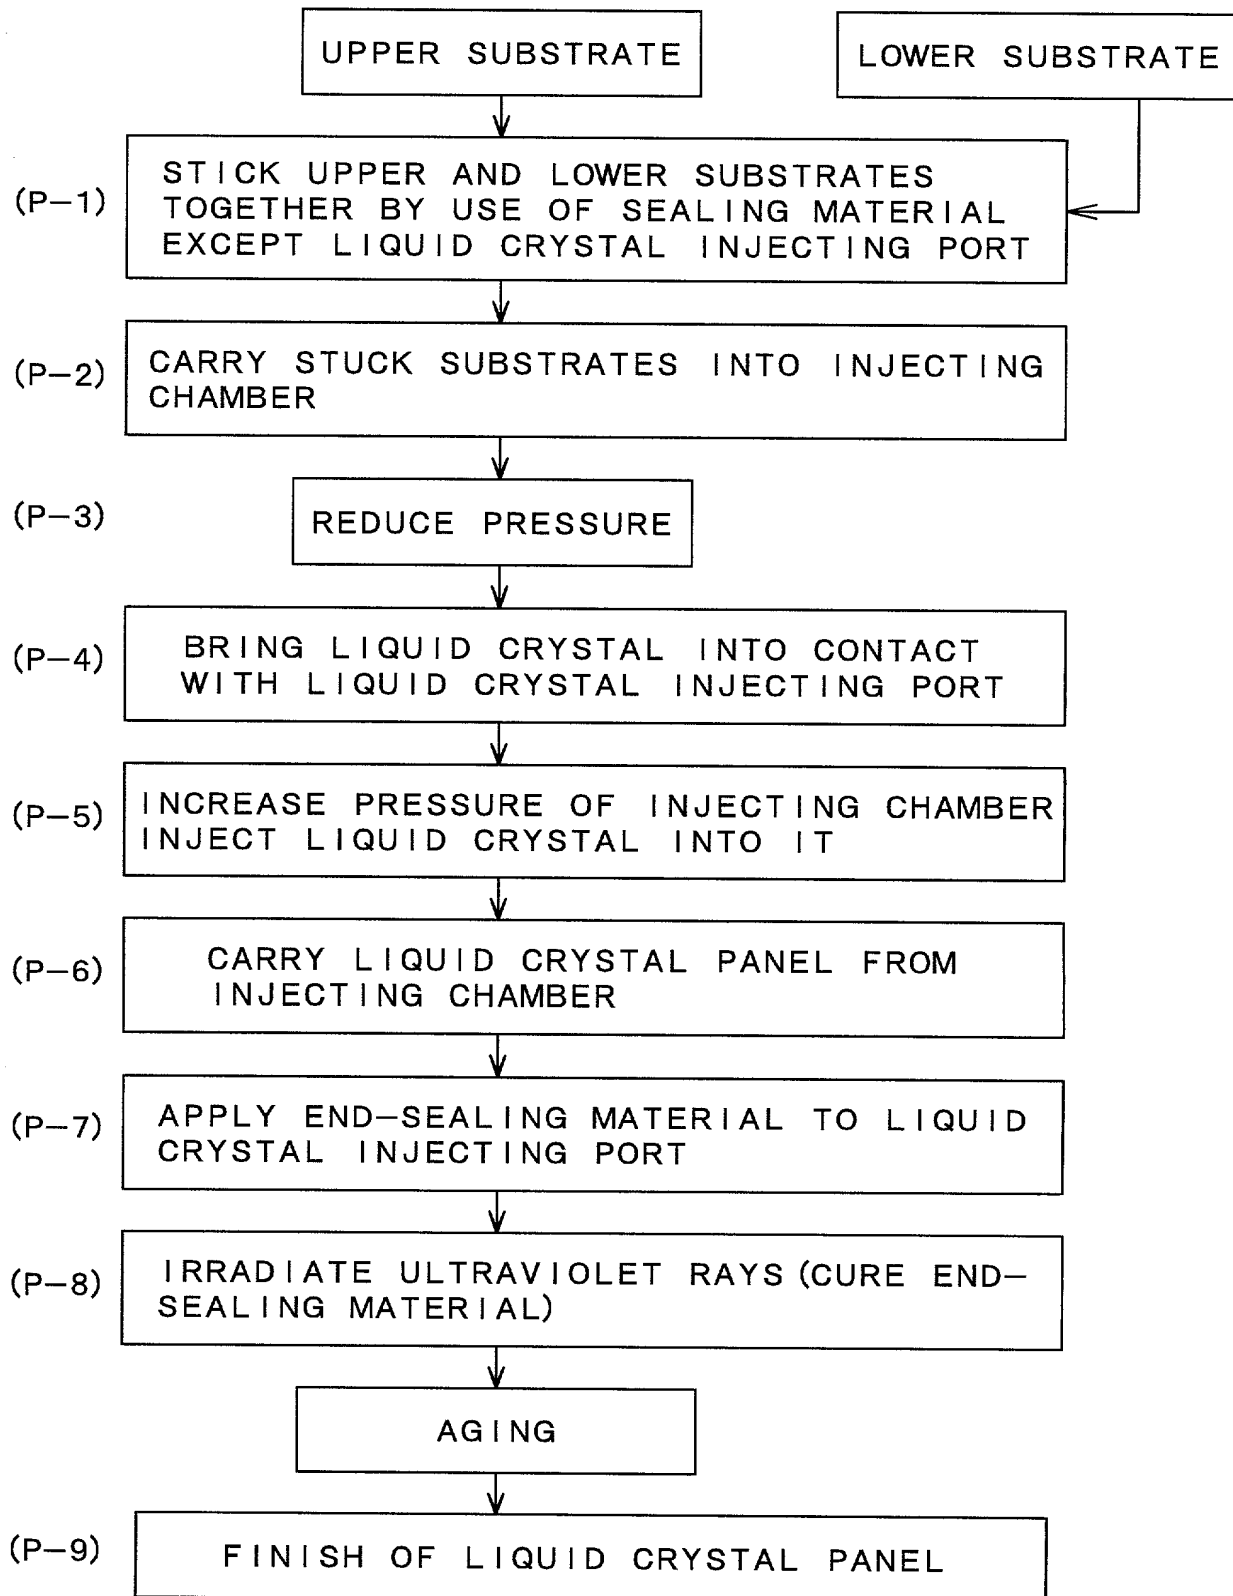 UPPER SUBSTRATE
LOWER SUBSTRATE
(P-1)
STICK UPPER AND LOWER SUBSTRATES
TOGETHER BY USE OF SEALING MATERIAL
EXCEPT LIQUID CRYSTAL INJECTING PORT
(P-2)
CARRY STUCK SUBSTRATES INTO INJECTING
CHAMBER
(P-3)
REDUCE PRESSURE
(P-4)
BRING LIQUID CRYSTAL INTO CONTACT
WITH LIQUID CRYSTAL INJECTING PORT
(P-5)
INCREASE PRESSURE OF INJECTING CHAMBER
INJECT LIQUID CRYSTAL INTO IT
(P-6)
CARRY LIQUID CRYSTAL PANEL FROM
INJECTING CHAMBER
(P-7)
APPLY END-SEALING MATERIAL TO LIQUID
CRYSTAL INJECTING PORT
(P-8)
IRRADIATE ULTRAVIOLET RAYS (CURE END-
SEALING MATERIAL)
AGING
(P-9)
FINISH OF LIQUID CRYSTAL PANEL